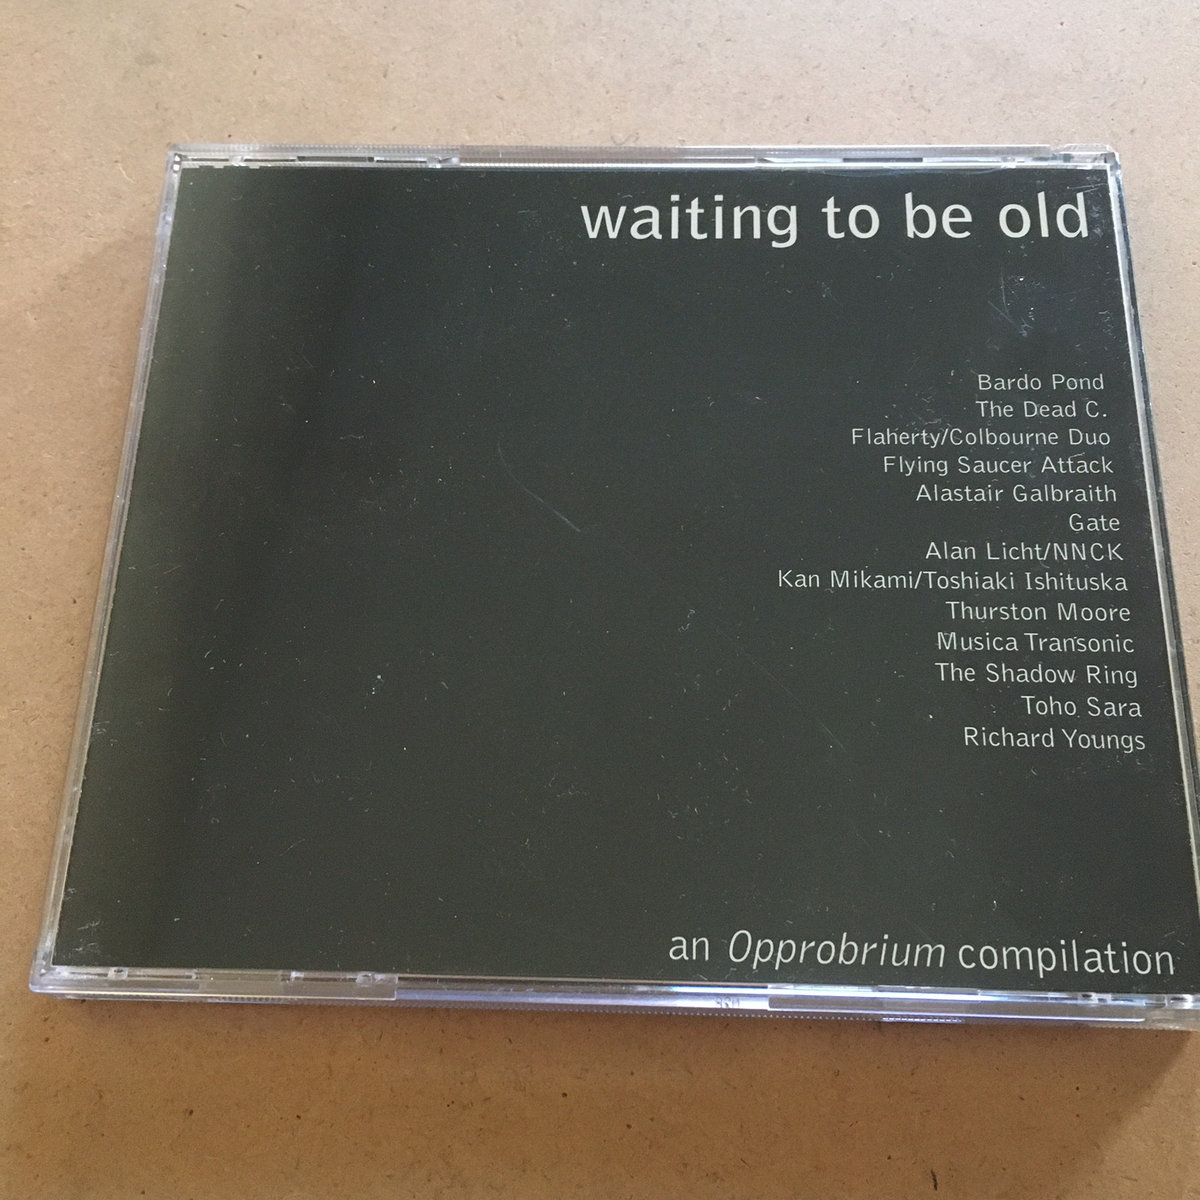 waiting to be old
Bardo Pond
The Dead C.
Flaherty/Colbourne Duo
Flying Saucer Attack
Alastair Galbraith
Gate
Alan Licht/NNCK
Kan Mikami/Toshiaki Ishituska
Thurston Moore
Musica Transonic
The Shadow Ring
Toho Sara
Richard Youngs
an Opprobrium compilation